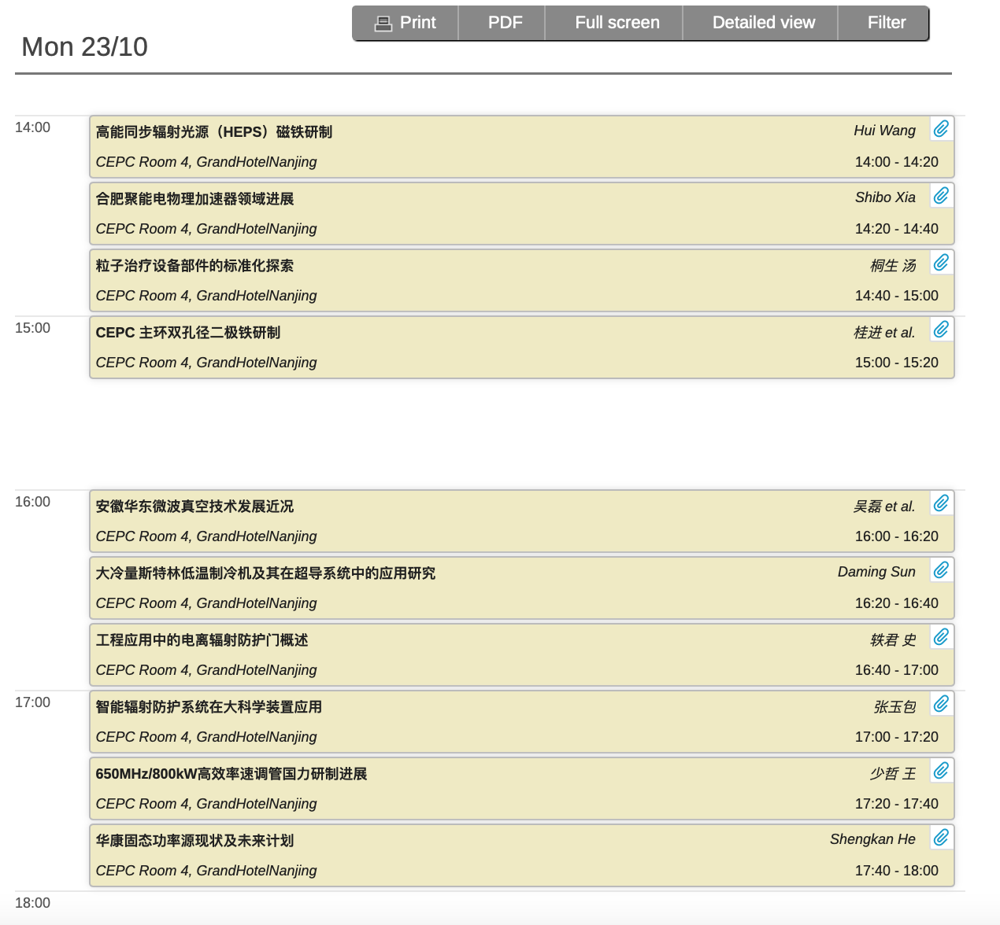 Print PDF Full screen Detailed view Filter
Mon 23/10
14:00
高能同步辐射光源（HEPS）磁铁研制 Hui Wang
CEPC Room 4, GrandHotelNanjing 14:00 - 14:20
合肥聚能电物理加速器领域进展 Shibo Xia
CEPC Room 4, GrandHotelNanjing 14:20 - 14:40
粒子治疗设备部件的标准化探索 桐生 汤
CEPC Room 4, GrandHotelNanjing 14:40 - 15:00
15:00
CEPC 主环双孔径二极铁研制 桂进 et al.
CEPC Room 4, GrandHotelNanjing 15:00 - 15:20
16:00
安徽华东微波真空技术发展近况 吴磊 et al.
CEPC Room 4, GrandHotelNanjing 16:00 - 16:20
大冷量斯特林低温制冷机及其在超导系统中的应用研究 Daming Sun
CEPC Room 4, GrandHotelNanjing 16:20 - 16:40
工程应用中的电离辐射防护门概述 轶君 史
CEPC Room 4, GrandHotelNanjing 16:40 - 17:00
17:00
智能辐射防护系统在大科学装置应用 张玉包
CEPC Room 4, GrandHotelNanjing 17:00 - 17:20
650MHz/800kW高效率速调管国力研制进展 少哲 王
CEPC Room 4, GrandHotelNanjing 17:20 - 17:40
华康固态功率源现状及未来计划 Shengkan He
CEPC Room 4, GrandHotelNanjing 17:40 - 18:00
18:00